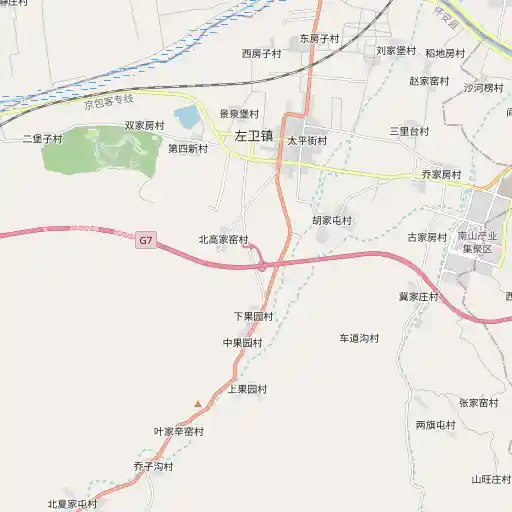 静庄村
怀安县
东房子村
西房子村
刘家堡村
稻地房村
赵家窑村
沙河楞村
京包客专线
景泉堡村
双家房村
左卫镇
三里台村
二堡子村
第四新村
太平街村
乔家房村
胡家屯村
北高家窑村
G7
古家房村
南山产业
集聚区
冀家庄村
下果园村
中果园村
车道沟村
上果园村
张家窑村
两旗屯村
叶家辛窑村
乔子沟村
山旺庄村
北夏家屯村